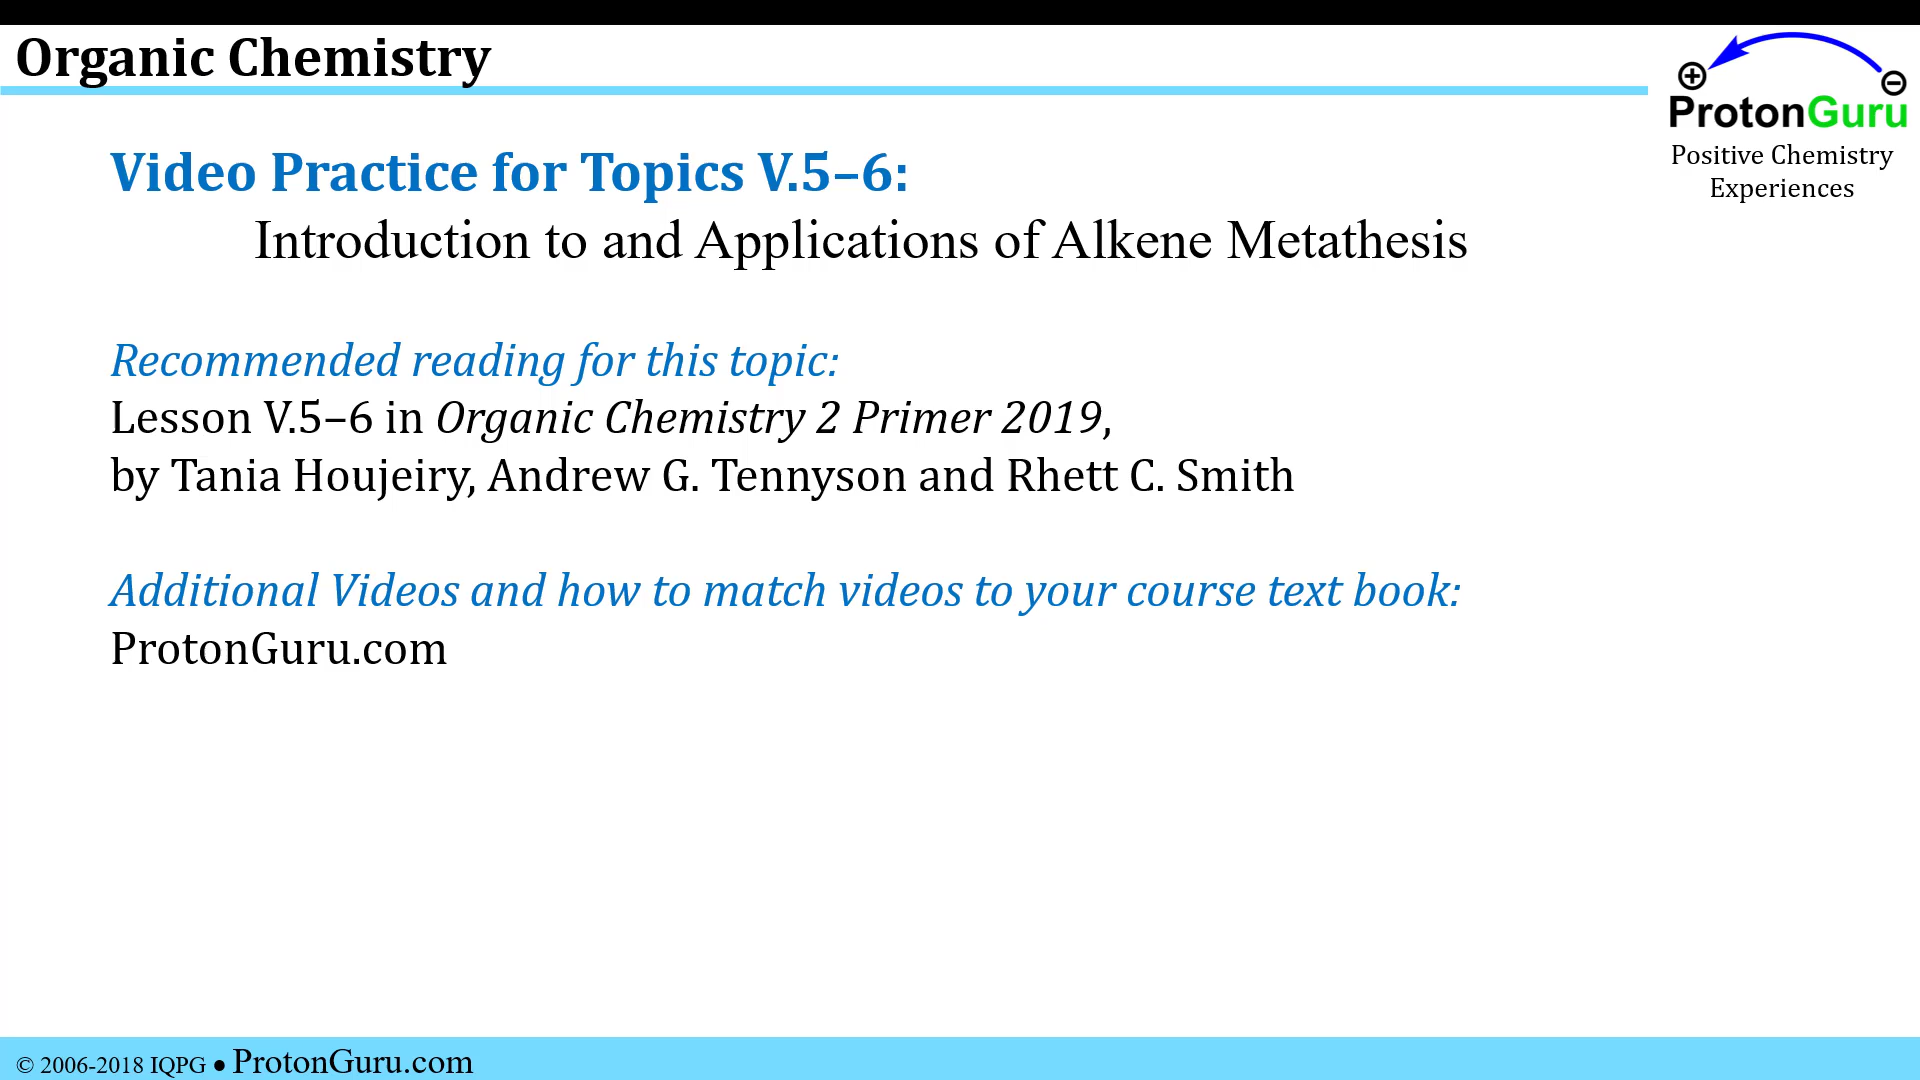 Organic Chemistry
ProtonGuru
Positive Chemistry
Experiences
Video Practice for Topics V.5–6:
Introduction to and Applications of Alkene Metathesis
Recommended reading for this topic:
Lesson V.5–6 in Organic Chemistry 2 Primer 2019,
by Tania Houjeiry, Andrew G. Tennyson and Rhett C. Smith
Additional Videos and how to match videos to your course text book:
ProtonGuru.com
© 2006-2018 IQPG ● ProtonGuru.com